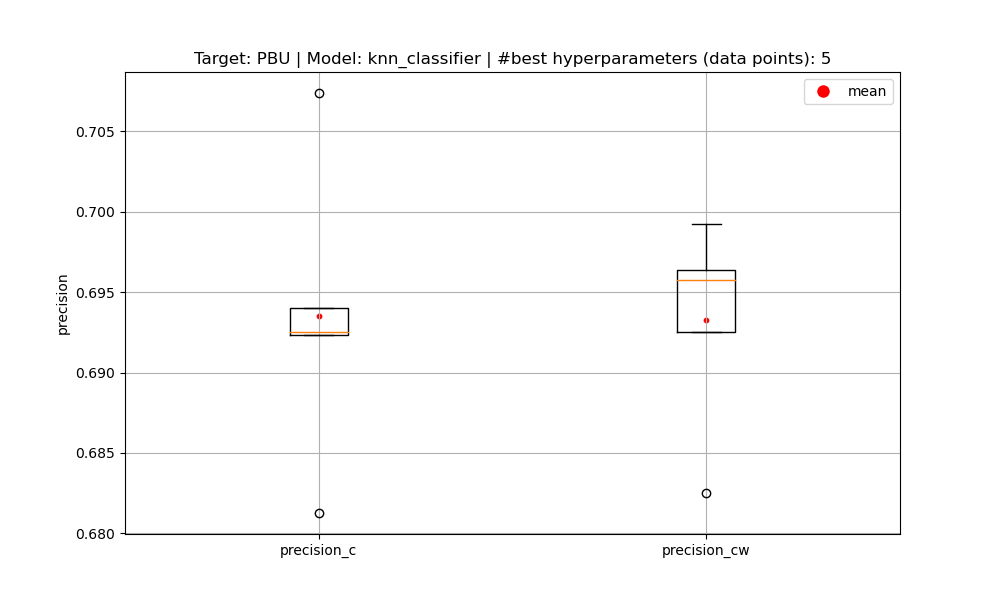 Target: PBU | Model: knn_classifier | #best hyperparameters (data points): 5
mean
0.705
0.700
0.695
0.690
0.685
0.680
precision
precision_c
precision_cw